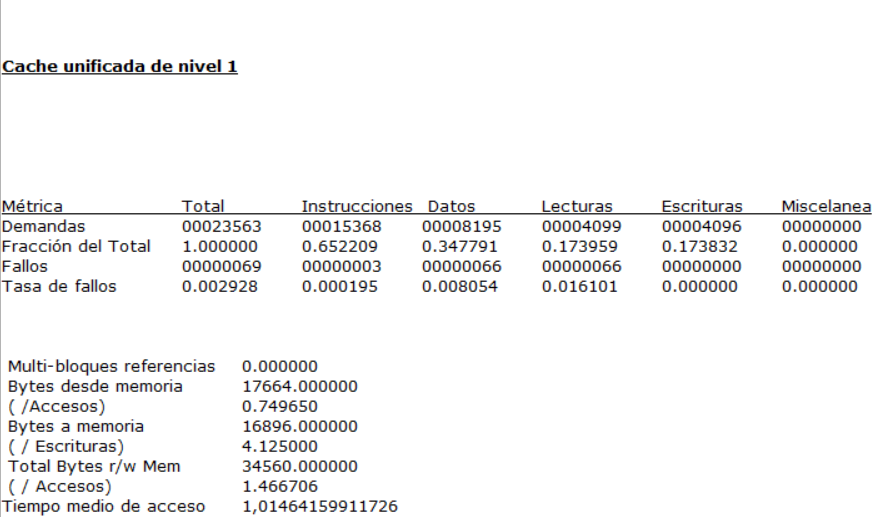 Cache unificada de nivel 1
Métrica Total Instrucciones Datos Lecturas Escrituras Miscelanea
Demandas 00023563 00015368 00008195 00004099 00004096 00000000
Fracción del Total 1.000000 0.652209 0.347791 0.173959 0.173832 0.000000
Fallos 00000069 00000003 00000066 00000066 00000000 00000000
Tasa de fallos 0.002928 0.000195 0.008054 0.016101 0.000000 0.000000
Multi-bloques referencias 0.000000
Bytes desde memoria 17664.000000
( /Accesos) 0.749650
Bytes a memoria 16896.000000
( / Escrituras) 4.125000
Total Bytes r/w Mem 34560.000000
( / Accesos) 1.466706
Tiempo medio de acceso 1,01464159911726